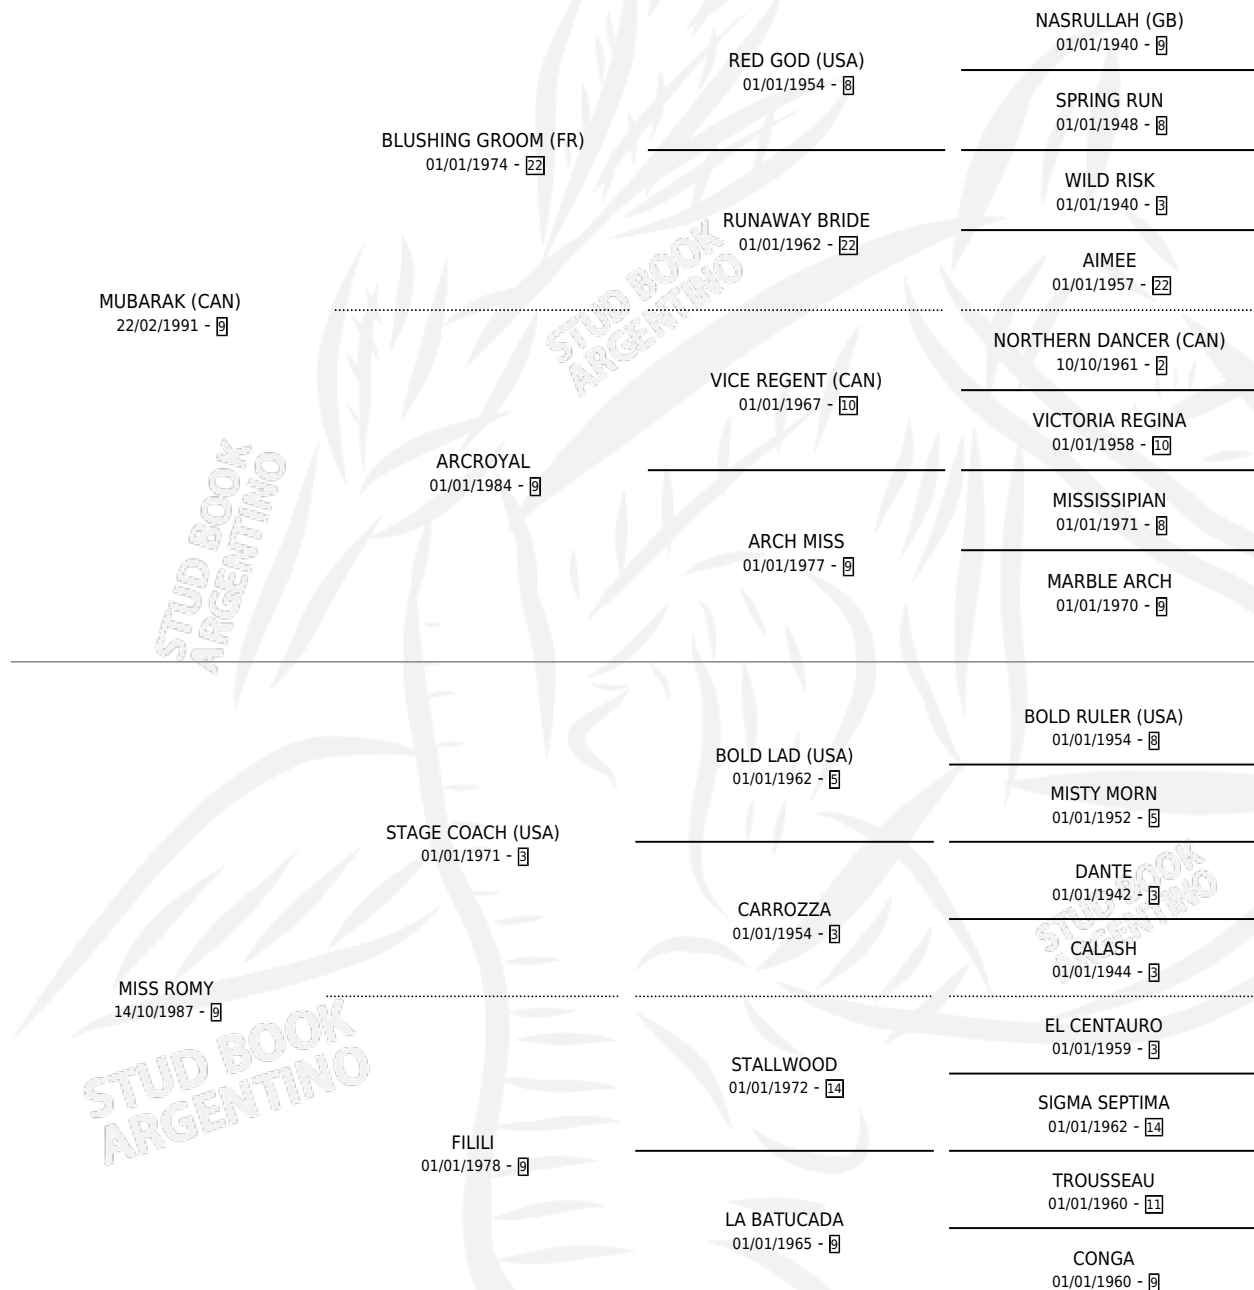 NASRULLAH (GB)
01/01/1940 - 9
RED GOD (USA)
01/01/1954 - 8
SPRING RUN
01/01/1948 - 8
BLUSHING GROOM (FR)
01/01/1974 - 22
WILD RISK
01/01/1940 - 3
RUNAWAY BRIDE
01/01/1962 - 22
AIMEE
01/01/1957 - 22
MUBARAK (CAN)
22/02/1991 - 9
NORTHERN DANCER (CAN)
10/10/1961 - 2
VICE REGENT (CAN)
01/01/1967 - 10
VICTORIA REGINA
01/01/1958 - 10
ARCROYAL
01/01/1984 - 9
MISSISSIPIAN
01/01/1971 - 8
ARCH MISS
01/01/1977 - 9
MARBLE ARCH
01/01/1970 - 9
BOLD RULER (USA)
01/01/1954 - 8
BOLD LAD (USA)
01/01/1962 - 5
MISTY MORN
01/01/1952 - 5
STAGE COACH (USA)
01/01/1971 - 3
DANTE
01/01/1942 - 3
CARROZZA
01/01/1954 - 3
CALASH
01/01/1944 - 3
MISS ROMY
14/10/1987 - 9
EL CENTAURO
01/01/1959 - 3
STALLWOOD
01/01/1972 - 14
SIGMA SEPTIMA
01/01/1962 - 14
FILILI
01/01/1978 - 9
TROUSSEAU
01/01/1960 - 11
LA BATUCADA
01/01/1965 - 9
CONGA
01/01/1960 - 9
STUD BOOK
ARGENTINO
STUD BOOK
ARGENTINO
STUD BOOK
ARGENTINO
STUD BOOK
ARGENTINO